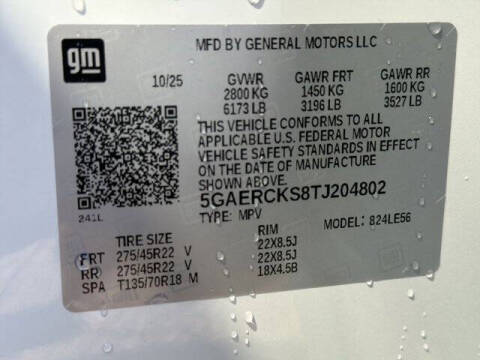 gm
MFD BY GENERAL MOTORS LLC
10/25 GVWR GAWR FRT GAWR RR
2800 KG 1450 KG 1600 KG
6173 LB 3196 LB 3527 LB
THIS VEHICLE CONFORMS TO ALL
APPLICABLE U.S. FEDERAL MOTOR
VEHICLE SAFETY STANDARDS IN EFFECT
ON THE DATE OF MANUFACTURE
SHOWN ABOVE.
5GAERCKS8TJ204802
241L TYPE: MPV MODEL: 824LE56
TIRE SIZE RIM
FRT 275/45R22 V 22X8.5J
RR 275/45R22 V 22X8.5J
SPA T135/70R18 M 18X4.5B